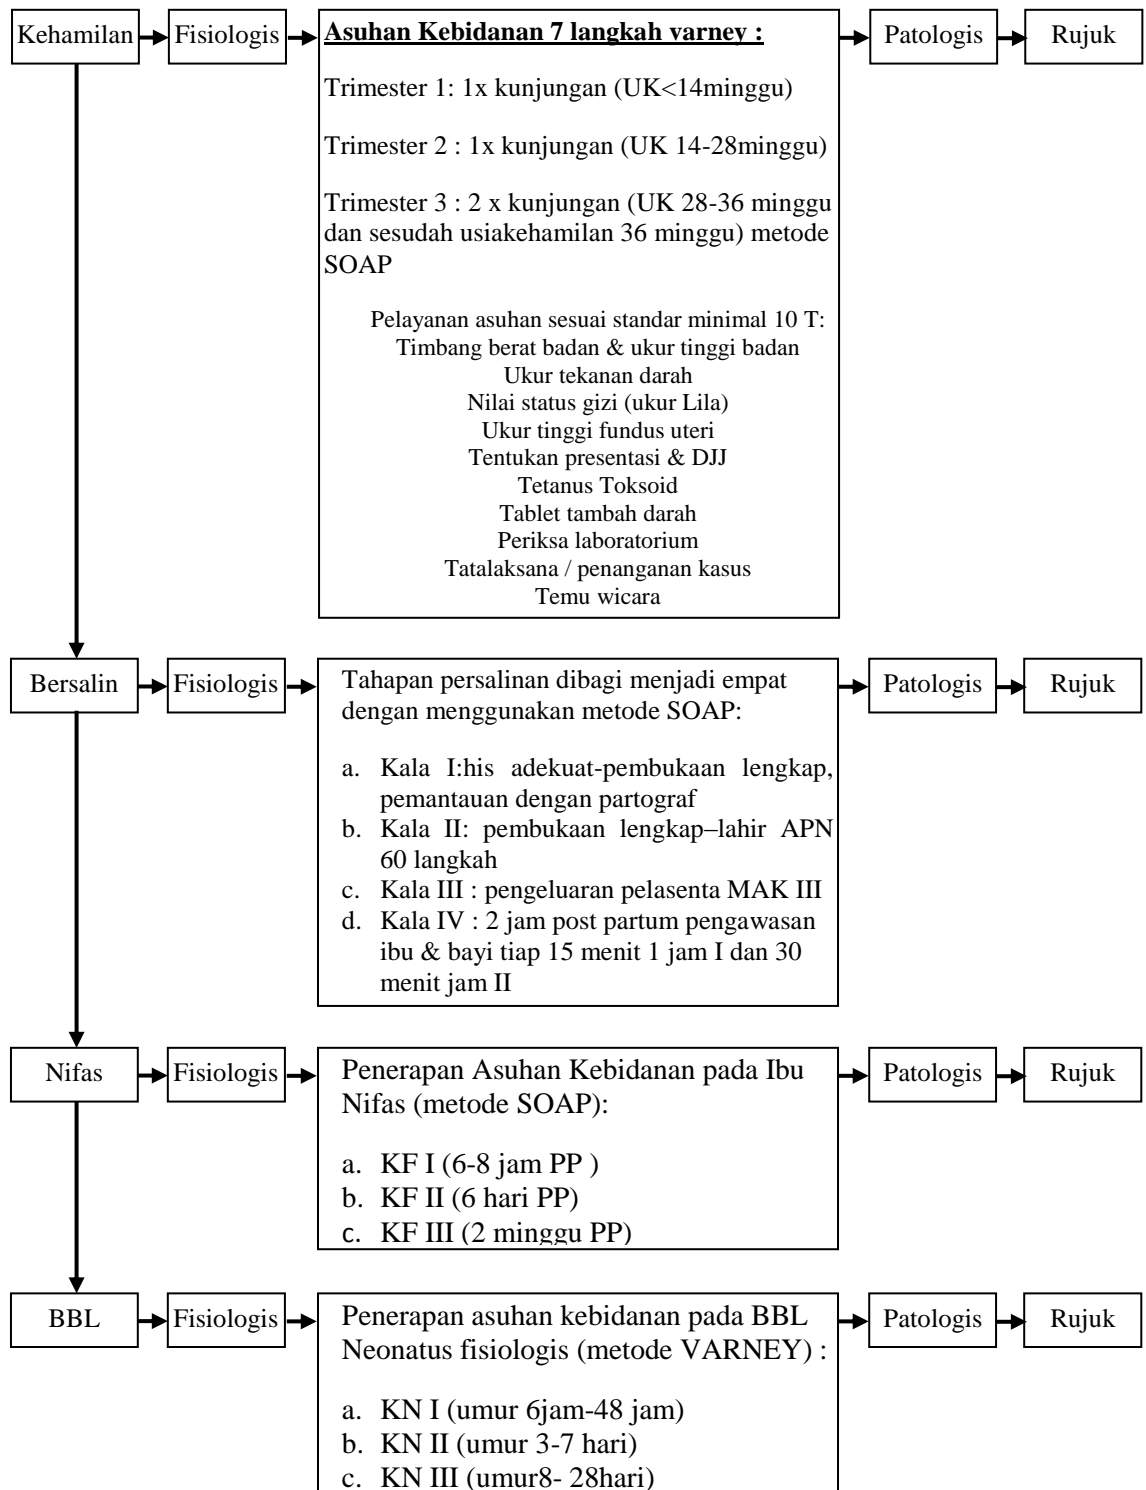 Kehamilan
Fisiologis
Asuhan Kebidanan 7 langkah varney :
Trimester 1: 1x kunjungan (UK<14minggu)
Trimester 2 : 1x kunjungan (UK 14-28minggu)
Trimester 3 : 2 x kunjungan (UK 28-36 minggu
dan sesudah usiakehamilan 36 minggu) metode
SOAP
Pelayanan asuhan sesuai standar minimal 10 T:
Timbang berat badan & ukur tinggi badan
Ukur tekanan darah
Nilai status gizi (ukur Lila)
Ukur tinggi fundus uteri
Tentukan presentasi & DJJ
Tetanus Toksoid
Tablet tambah darah
Periksa laboratorium
Tatalaksana / penanganan kasus
Temu wicara
Patologis
Rujuk
Bersalin
Fisiologis
Tahapan persalinan dibagi menjadi empat
dengan menggunakan metode SOAP:
a. Kala I:his adekuat-pembukaan lengkap,
pemantauan dengan partograf
b. Kala II: pembukaan lengkap–lahir APN
60 langkah
c. Kala III : pengeluaran pelasenta MAK III
d. Kala IV : 2 jam post partum pengawasan
ibu & bayi tiap 15 menit 1 jam I dan 30
menit jam II
Patologis
Rujuk
Nifas
Fisiologis
Penerapan Asuhan Kebidanan pada Ibu
Nifas (metode SOAP):
a. KF I (6-8 jam PP )
b. KF II (6 hari PP)
c. KF III (2 minggu PP)
Patologis
Rujuk
BBL
Fisiologis
Penerapan asuhan kebidanan pada BBL
Neonatus fisiologis (metode VARNEY) :
a. KN I (umur 6jam-48 jam)
b. KN II (umur 3-7 hari)
c. KN III (umur8- 28hari)
Patologis
Rujuk